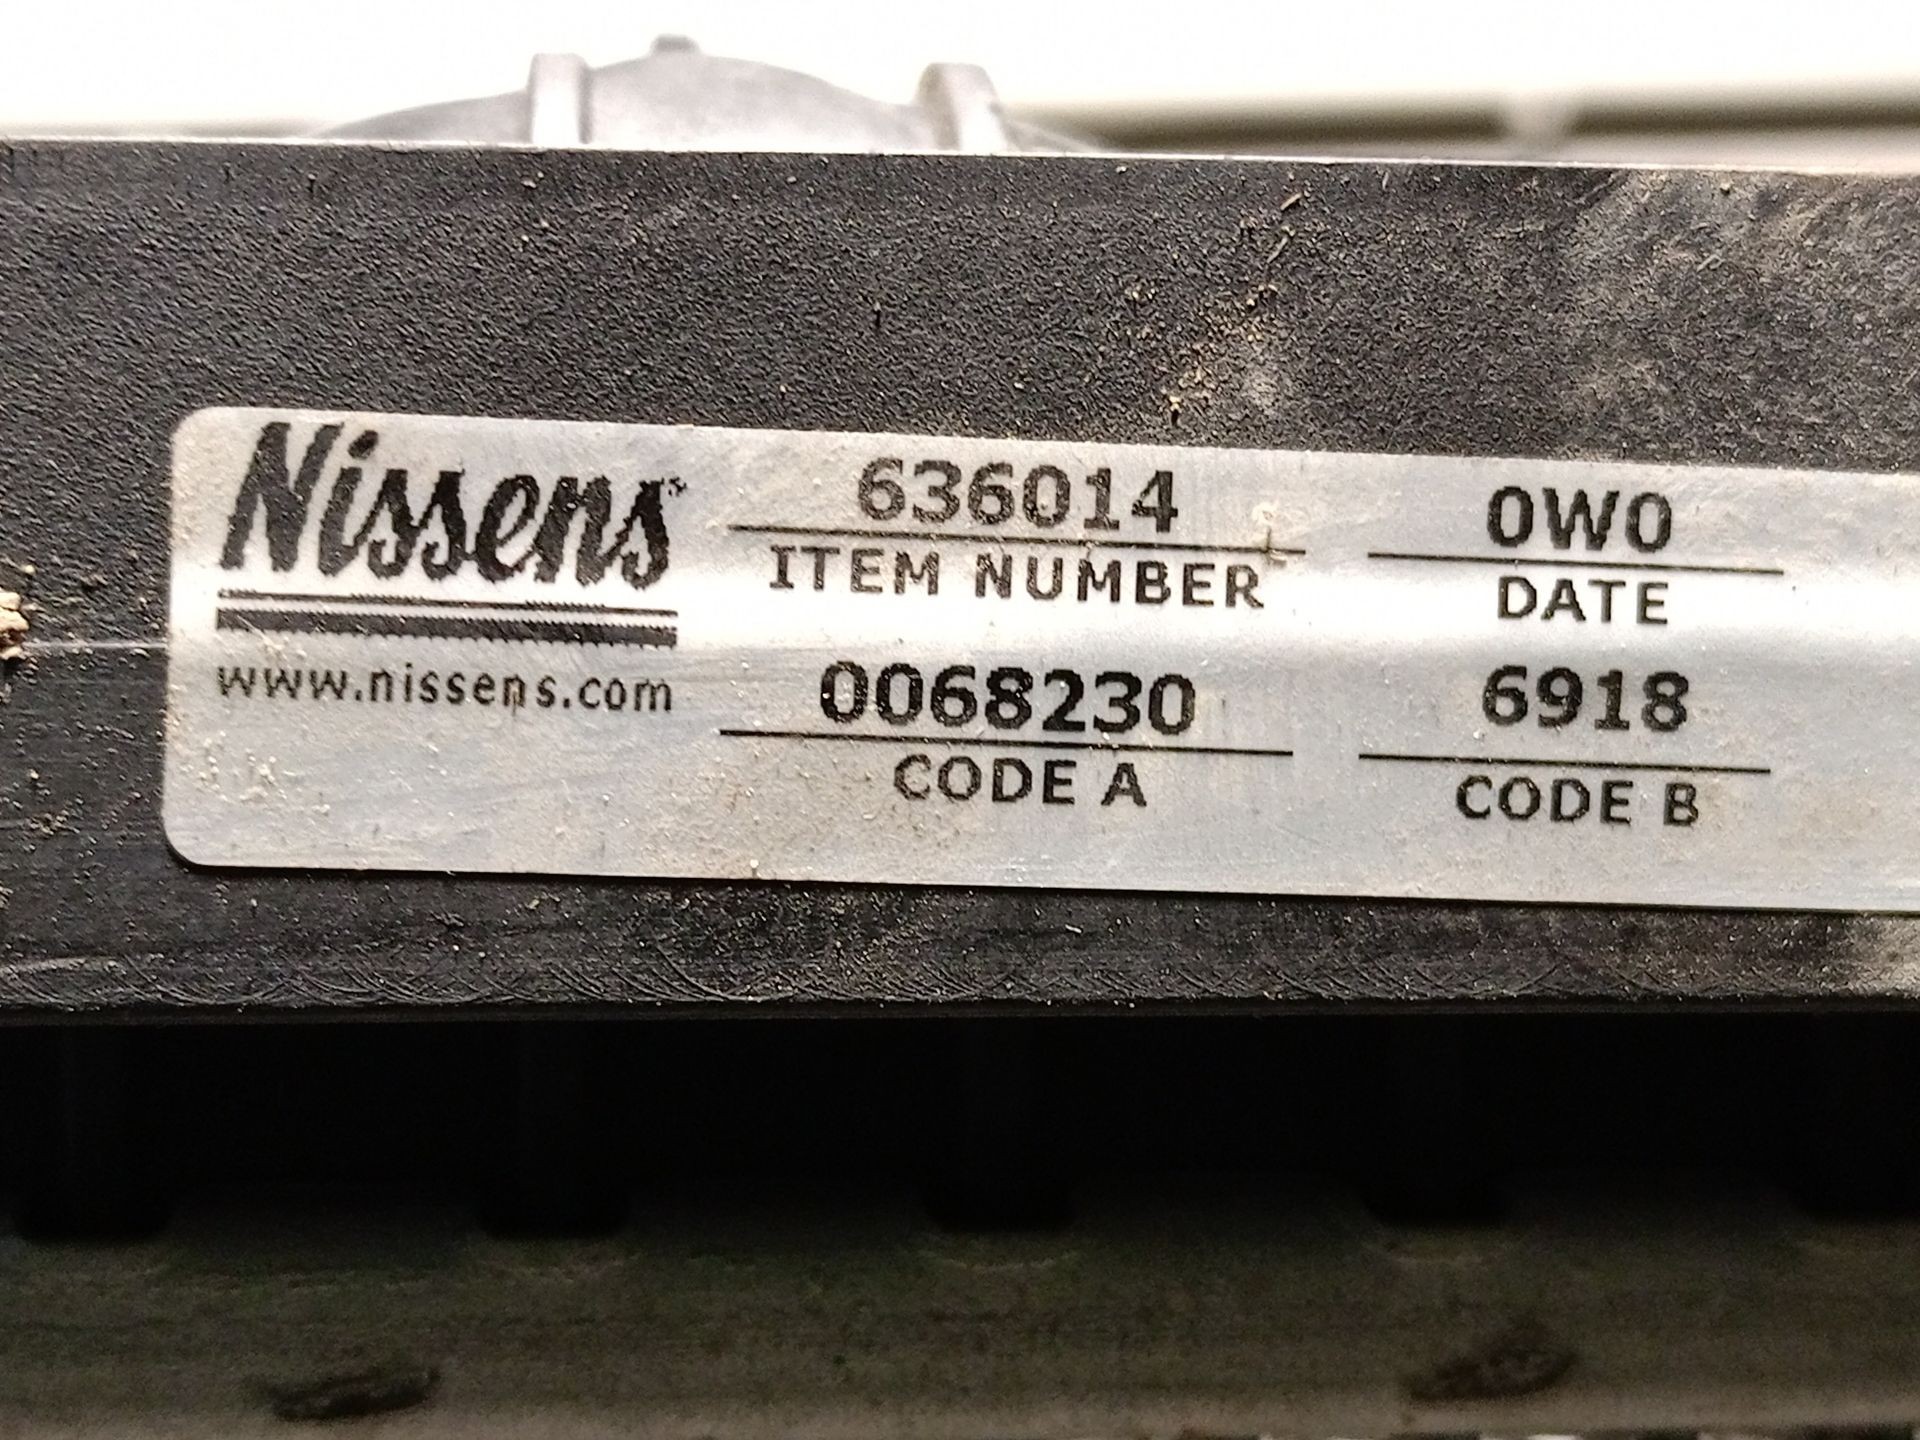 Nissens
www.nissens.com
636014
ITEM NUMBER
0W0
DATE
0068230
CODE A
6918
CODE B